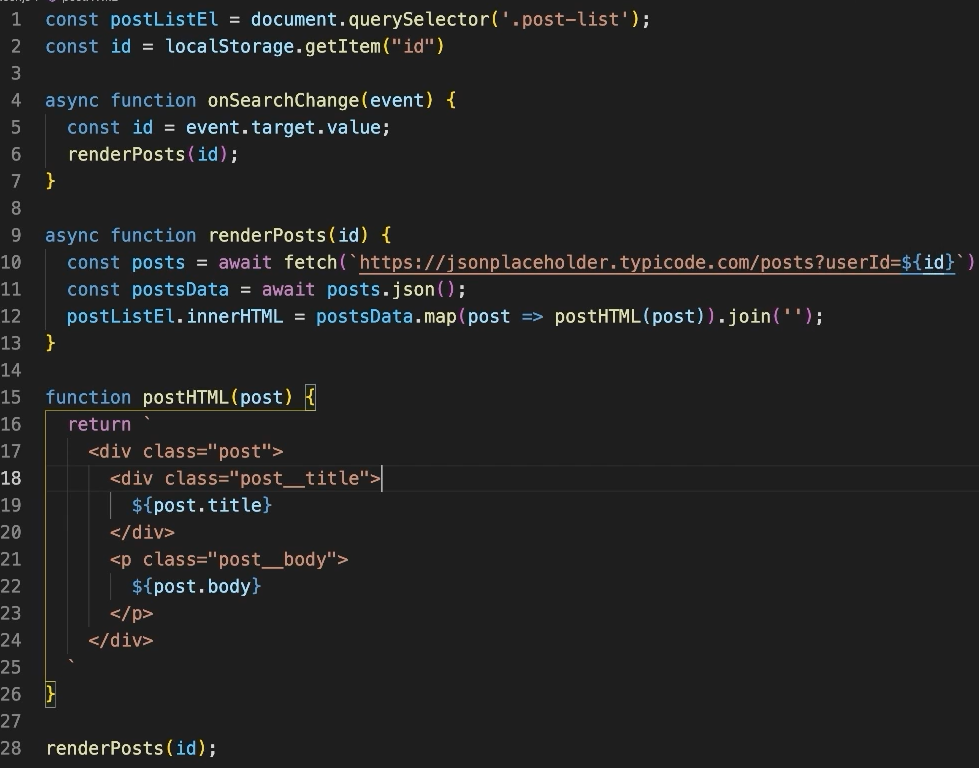 1 const postListEl = document.querySelector('.post-list');
2 const id = localStorage.getItem("id")
3
4 async function onSearchChange(event) {
5   const id = event.target.value;
6   renderPosts(id);
7 }
8
9 async function renderPosts(id) {
10   const posts = await fetch(`https://jsonplaceholder.typicode.com/posts?userId=${id}`)
11   const postsData = await posts.json();
12   postListEl.innerHTML = postsData.map(post => postHTML(post)).join('');
13 }
14
15 function postHTML(post) {
16   return `
17     <div class="post">
18       <div class="post__title">
19         ${post.title}
20       </div>
21       <p class="post__body">
22         ${post.body}
23       </p>
24     </div>
25   `
26 }
27
28 renderPosts(id);